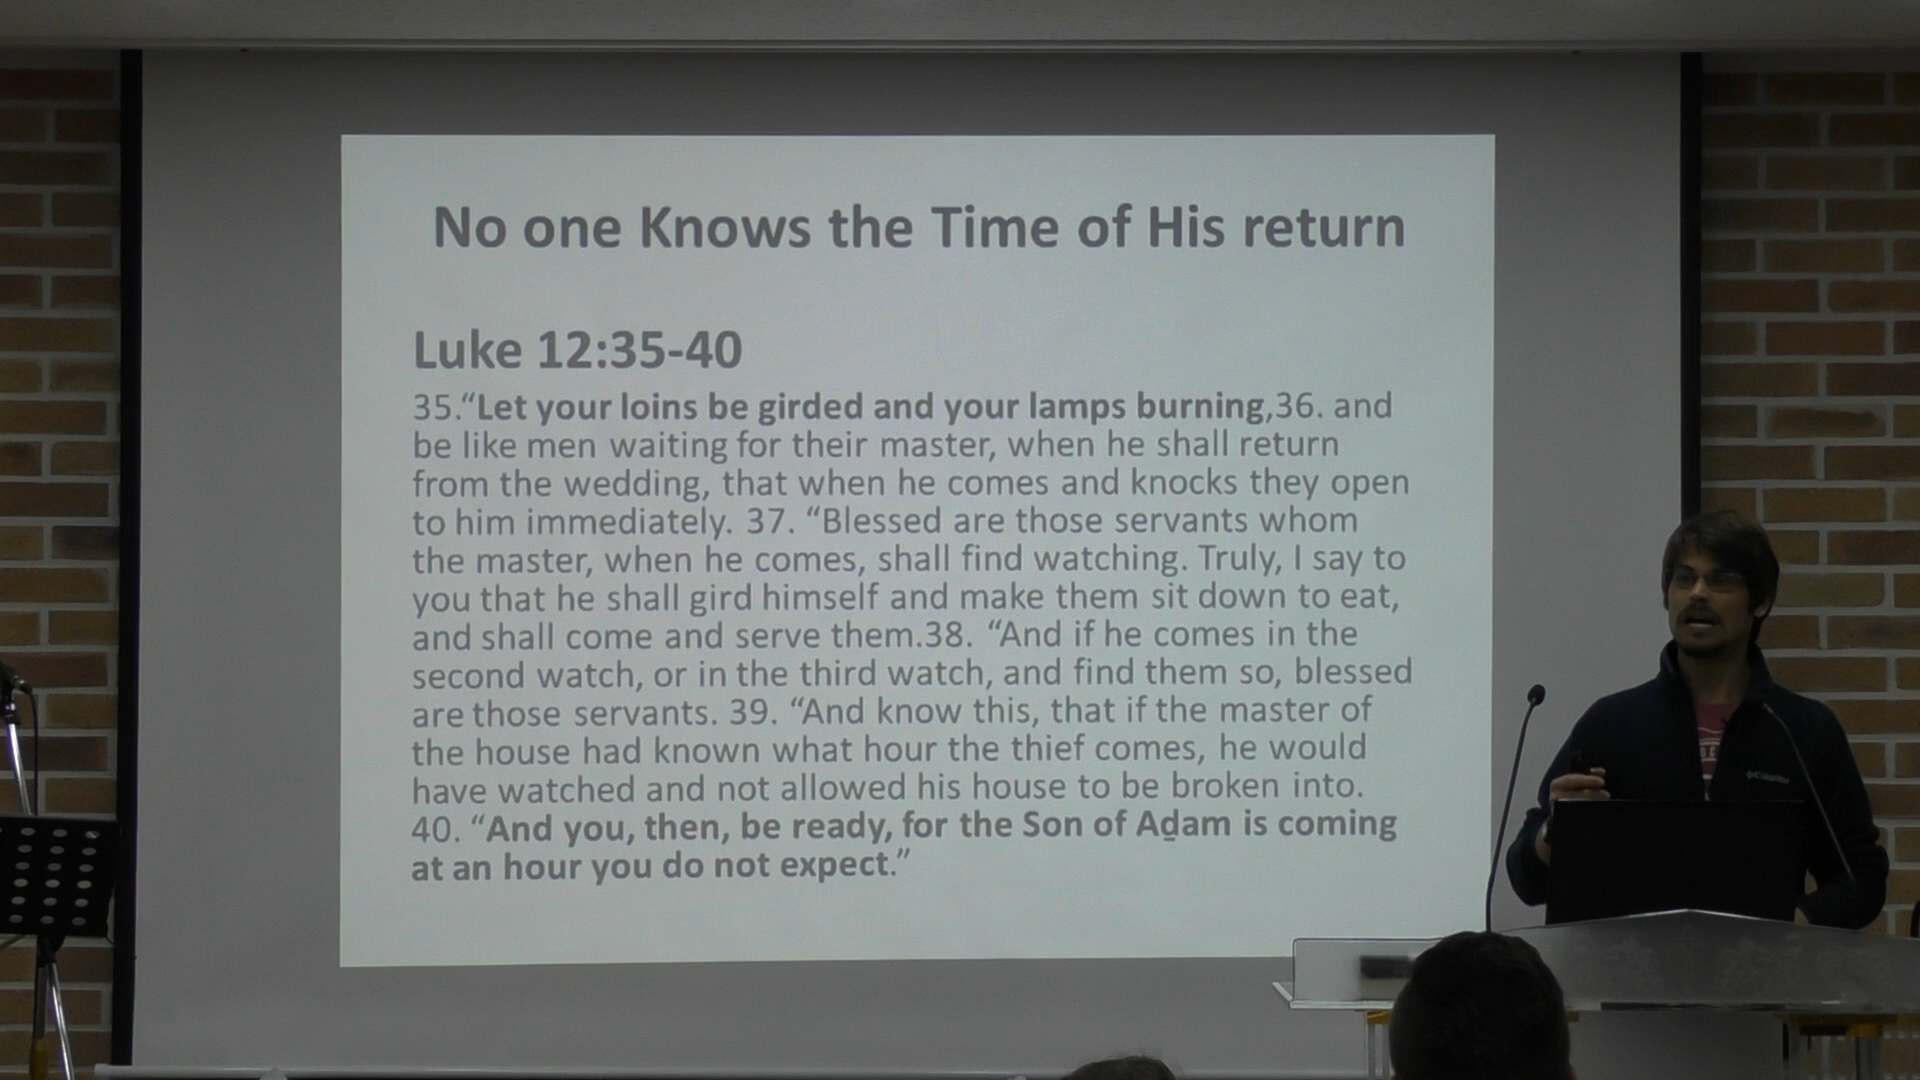 No one Knows the Time of His return
Luke 12:35-40
35.“Let your loins be girded and your lamps burning,36. and
be like men waiting for their master, when he shall return
from the wedding, that when he comes and knocks they open
to him immediately. 37. “Blessed are those servants whom
the master, when he comes, shall find watching. Truly, I say to
you that he shall gird himself and make them sit down to eat,
and shall come and serve them.38. “And if he comes in the
second watch, or in the third watch, and find them so, blessed
are those servants. 39. “And know this, that if the master of
the house had known what hour the thief comes, he would
have watched and not allowed his house to be broken into.
40. “And you, then, be ready, for the Son of Aḏam is coming
at an hour you do not expect.”
Columbia